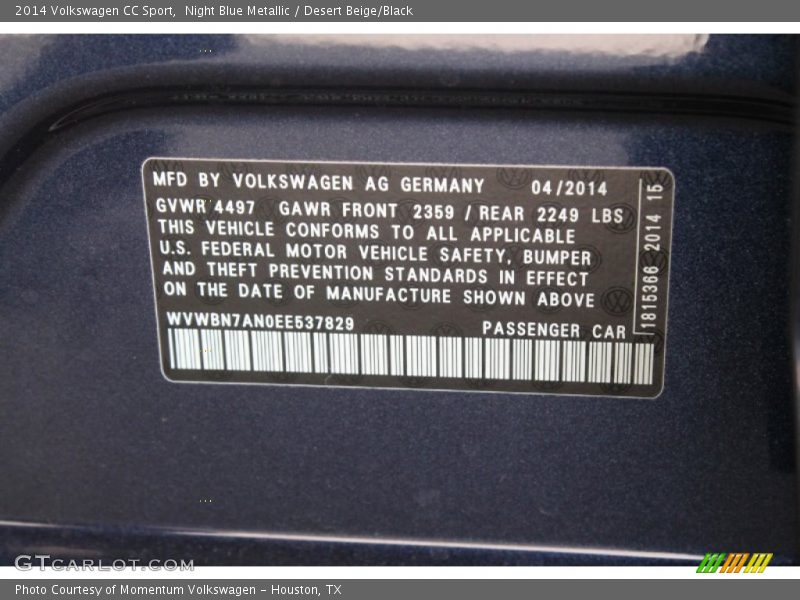 2014 Volkswagen CC Sport,  Night Blue Metallic / Desert Beige/Black
MFD BY VOLKSWAGEN AG GERMANY 04/2014
GVWR 4497 GAWR FRONT 2359 / REAR 2249 LBS
THIS VEHICLE CONFORMS TO ALL APPLICABLE
U.S. FEDERAL MOTOR VEHICLE SAFETY, BUMPER
AND THEFT PREVENTION STANDARDS IN EFFECT
ON THE DATE OF MANUFACTURE SHOWN ABOVE
WVWBN7AN0EE537829 PASSENGER CAR
1815366 2014 15
GTCARLOT.COM
Photo Courtesy of Momentum Volkswagen - Houston, TX